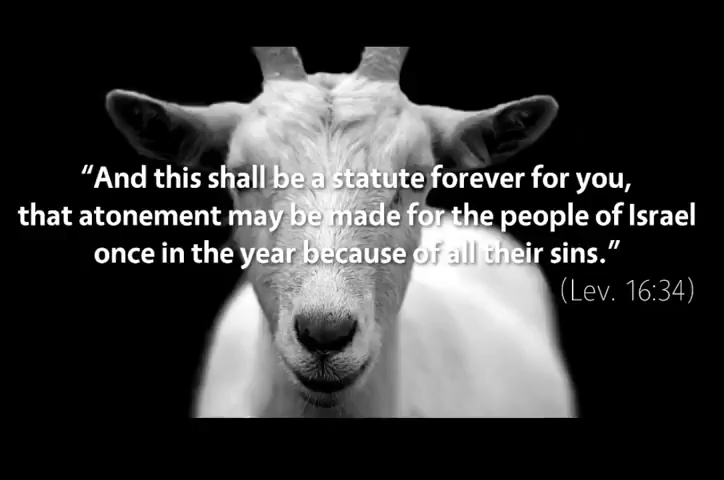 “And this shall be a statute forever for you,
that atonement may be made for the people of Israel
once in the year because of all their sins.”
(Lev. 16:34)